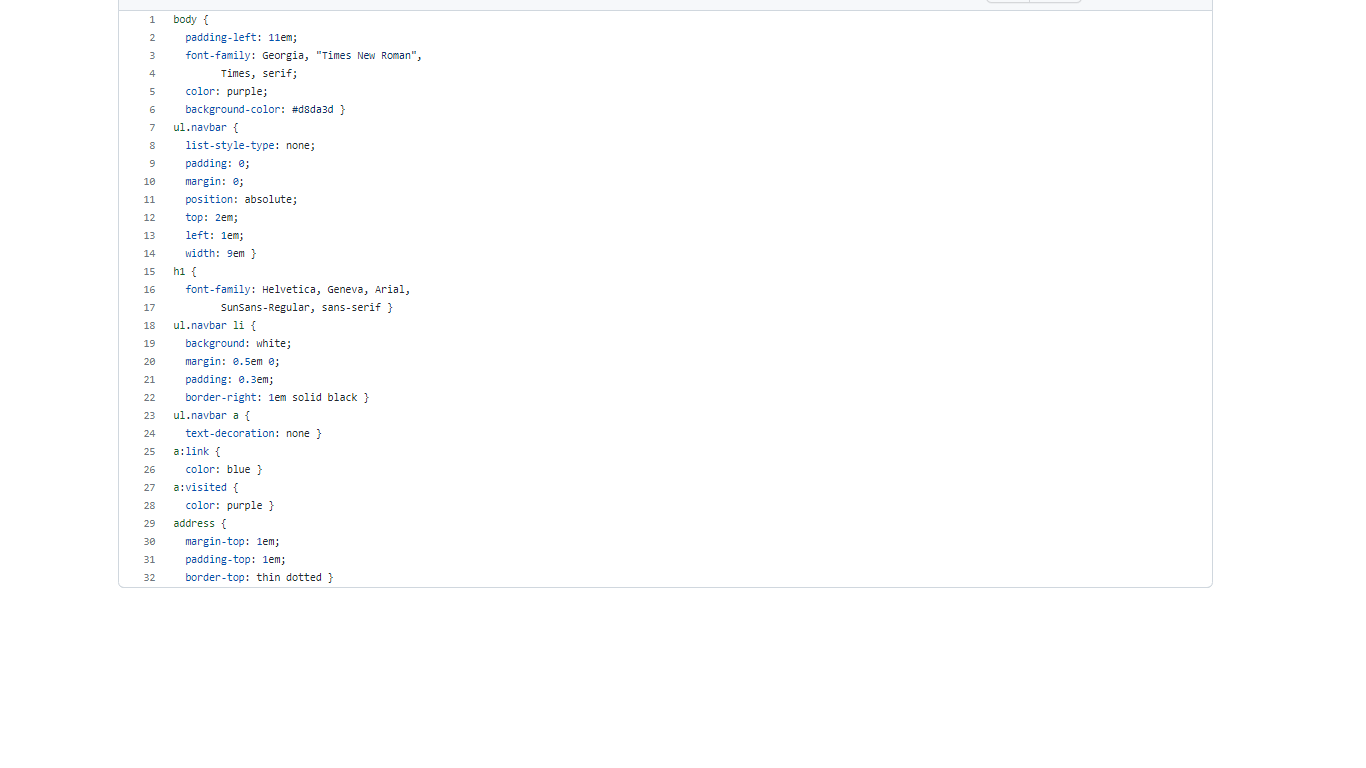 1 body {
2 padding-left: 11em;
3 font-family: Georgia, "Times New Roman",
4 Times, serif;
5 color: purple;
6 background-color: #d8da3d }
7 ul.navbar {
8 list-style-type: none;
9 padding: 0;
10 margin: 0;
11 position: absolute;
12 top: 2em;
13 left: 1em;
14 width: 9em }
15 h1 {
16 font-family: Helvetica, Geneva, Arial,
17 SunSans-Regular, sans-serif }
18 ul.navbar li {
19 background: white;
20 margin: 0.5em 0;
21 padding: 0.3em;
22 border-right: 1em solid black }
23 ul.navbar a {
24 text-decoration: none }
25 a:link {
26 color: blue }
27 a:visited {
28 color: purple }
29 address {
30 margin-top: 1em;
31 padding-top: 1em;
32 border-top: thin dotted }